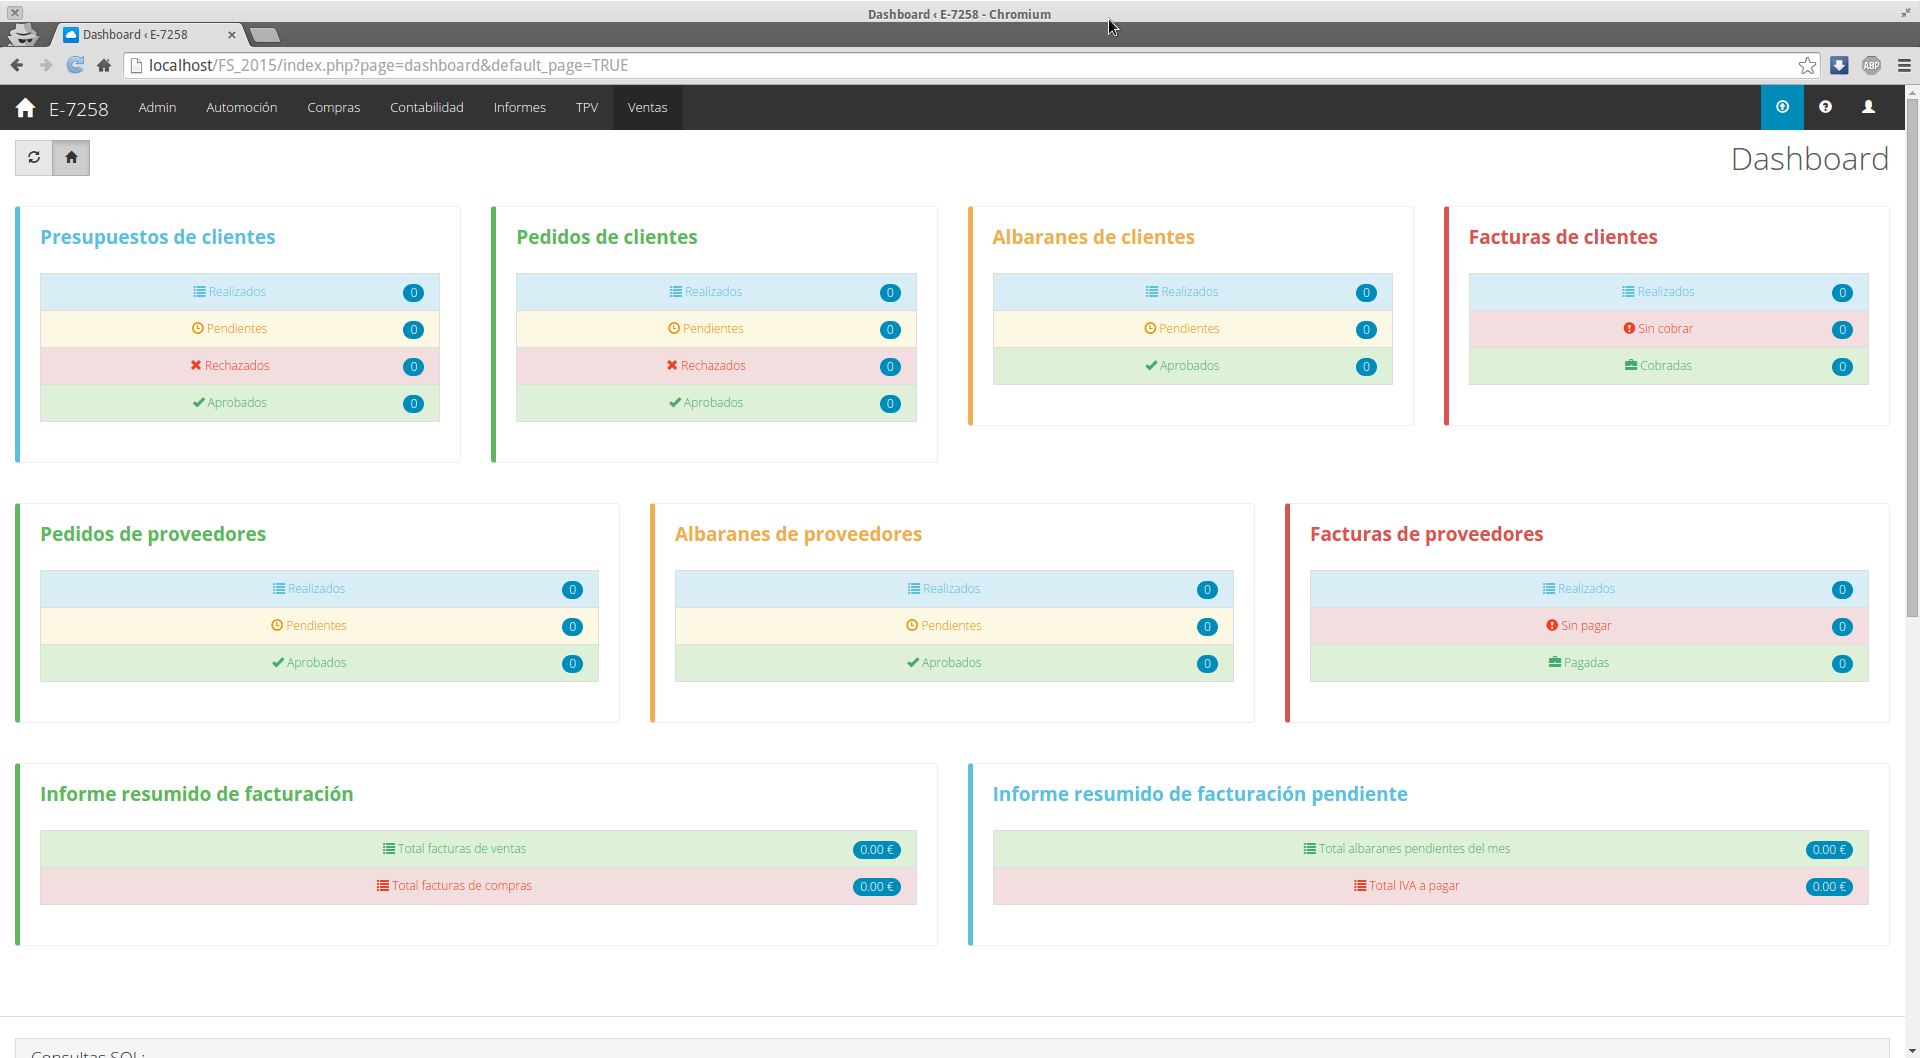 Dashboard ‹ E-7258 - Chromium
Dashboard ‹ E-7258
localhost/FS_2015/index.php?page=dashboard&default_page=TRUE
ABP
E-7258 Admin Automoción Compras Contabilidad Informes TPV Ventas
Dashboard
Presupuestos de clientes
Realizados 0
Pendientes 0
Rechazados 0
Aprobados 0
Pedidos de clientes
Realizados 0
Pendientes 0
Rechazados 0
Aprobados 0
Albaranes de clientes
Realizados 0
Pendientes 0
Aprobados 0
Facturas de clientes
Realizados 0
Sin cobrar 0
Cobradas 0
Pedidos de proveedores
Realizados 0
Pendientes 0
Aprobados 0
Albaranes de proveedores
Realizados 0
Pendientes 0
Aprobados 0
Facturas de proveedores
Realizados 0
Sin pagar 0
Pagadas 0
Informe resumido de facturación
Total facturas de ventas 0.00 €
Total facturas de compras 0.00 €
Informe resumido de facturación pendiente
Total albaranes pendientes del mes 0.00 €
Total IVA a pagar 0.00 €
Consultas SQL: